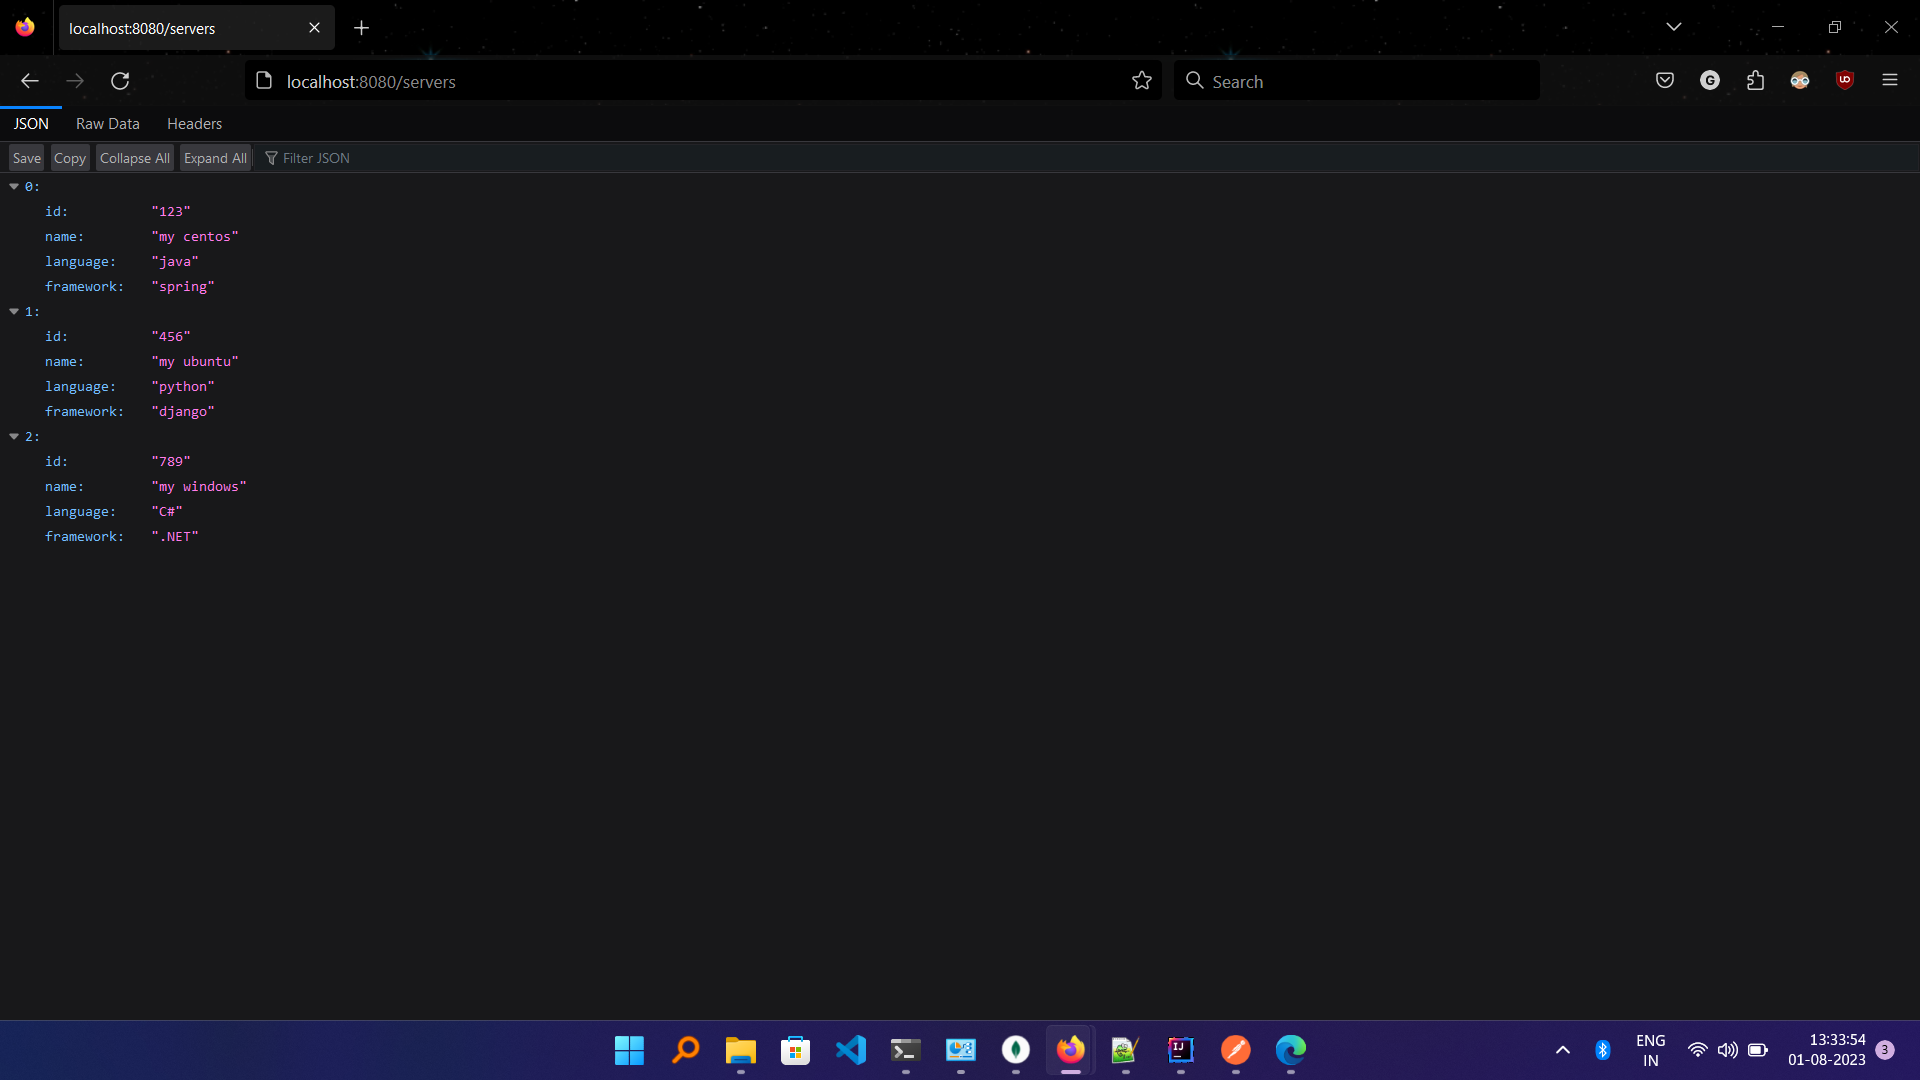 localhost:8080/servers
localhost:8080/servers
Search
JSON Raw Data Headers
Save Copy Collapse All Expand All Filter JSON
0:
id: "123"
name: "my centos"
language: "java"
framework: "spring"
1:
id: "456"
name: "my ubuntu"
language: "python"
framework: "django"
2:
id: "789"
name: "my windows"
language: "C#"
framework: ".NET"
ENG
IN
13:33:54
01-08-2023
3